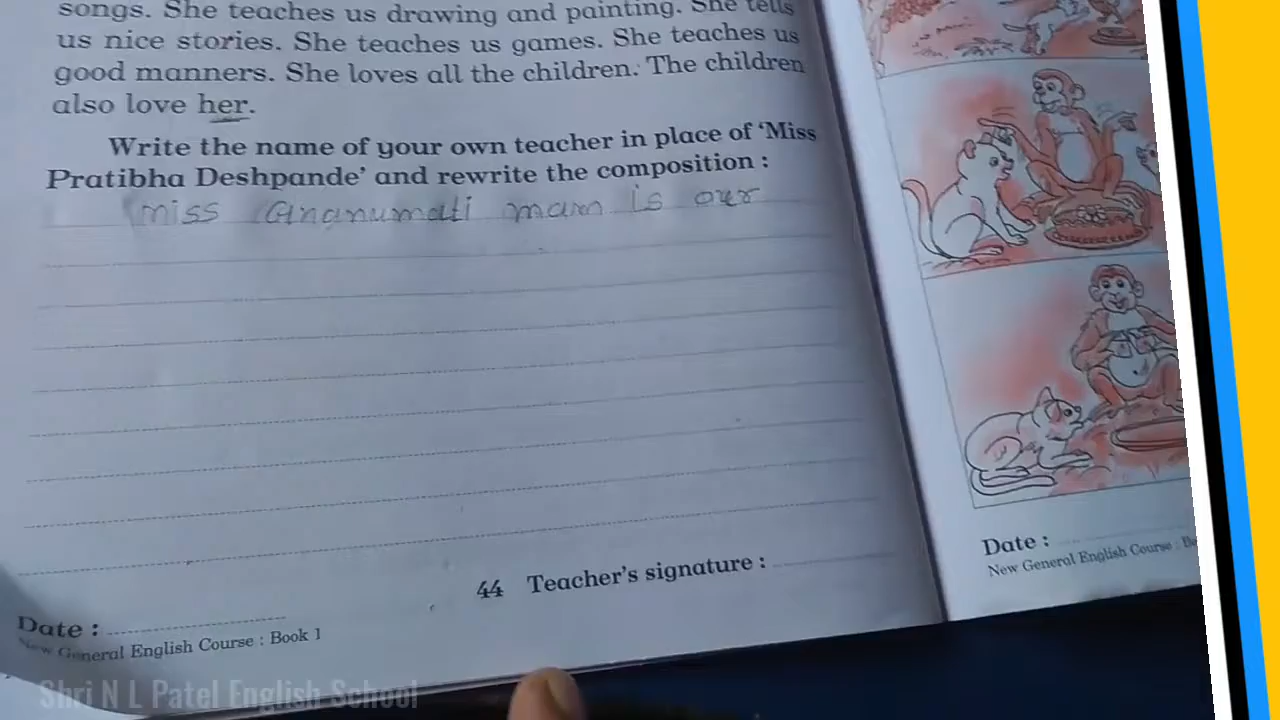 songs. She teaches us drawing and painting. She tells
us nice stories. She teaches us games. She teaches us
good manners. She loves all the children. The children
also love her.
Write the name of your own teacher in place of ‘Miss
Pratibha Deshpande’ and rewrite the composition :
miss mam is our
44 Teacher's signature :
Date :
New General English Course : Book 1
Date :
New General English Course : Bo
Shri N L Patel English School